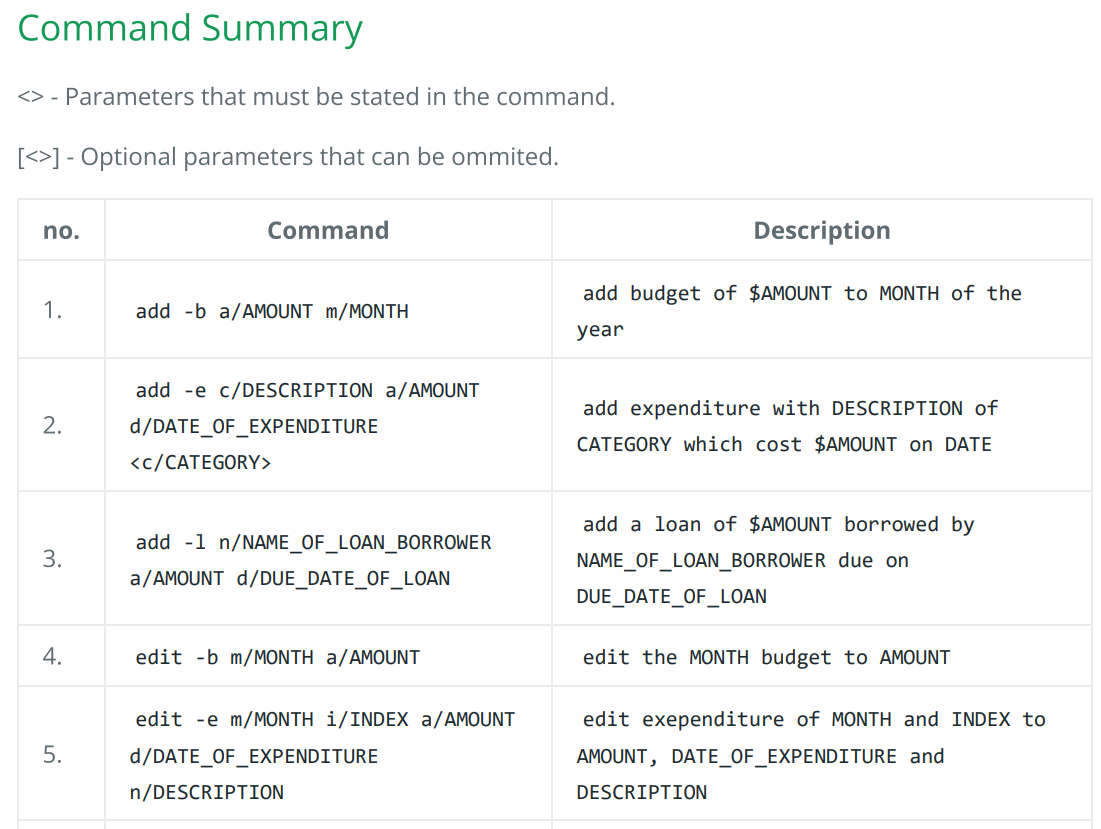 Command Summary
<> - Parameters that must be stated in the command.
[<>] - Optional parameters that can be ommited.
no. Command Description
1. add -b a/AMOUNT m/MONTH add budget of $AMOUNT to MONTH of the
year
2. add -e c/DESCRIPTION a/AMOUNT
d/DATE_OF_EXPENDITURE
<c/CATEGORY>
add expenditure with DESCRIPTION of
CATEGORY which cost $AMOUNT on DATE
3. add -l n/NAME_OF_LOAN_BORROWER
a/AMOUNT d/DUE_DATE_OF_LOAN
add a loan of $AMOUNT borrowed by
NAME_OF_LOAN_BORROWER due on
DUE_DATE_OF_LOAN
4. edit -b m/MONTH a/AMOUNT edit the MONTH budget to AMOUNT
5. edit -e m/MONTH i/INDEX a/AMOUNT
d/DATE_OF_EXPENDITURE
n/DESCRIPTION
edit exependiture of MONTH and INDEX to
AMOUNT, DATE_OF_EXPENDITURE and
DESCRIPTION